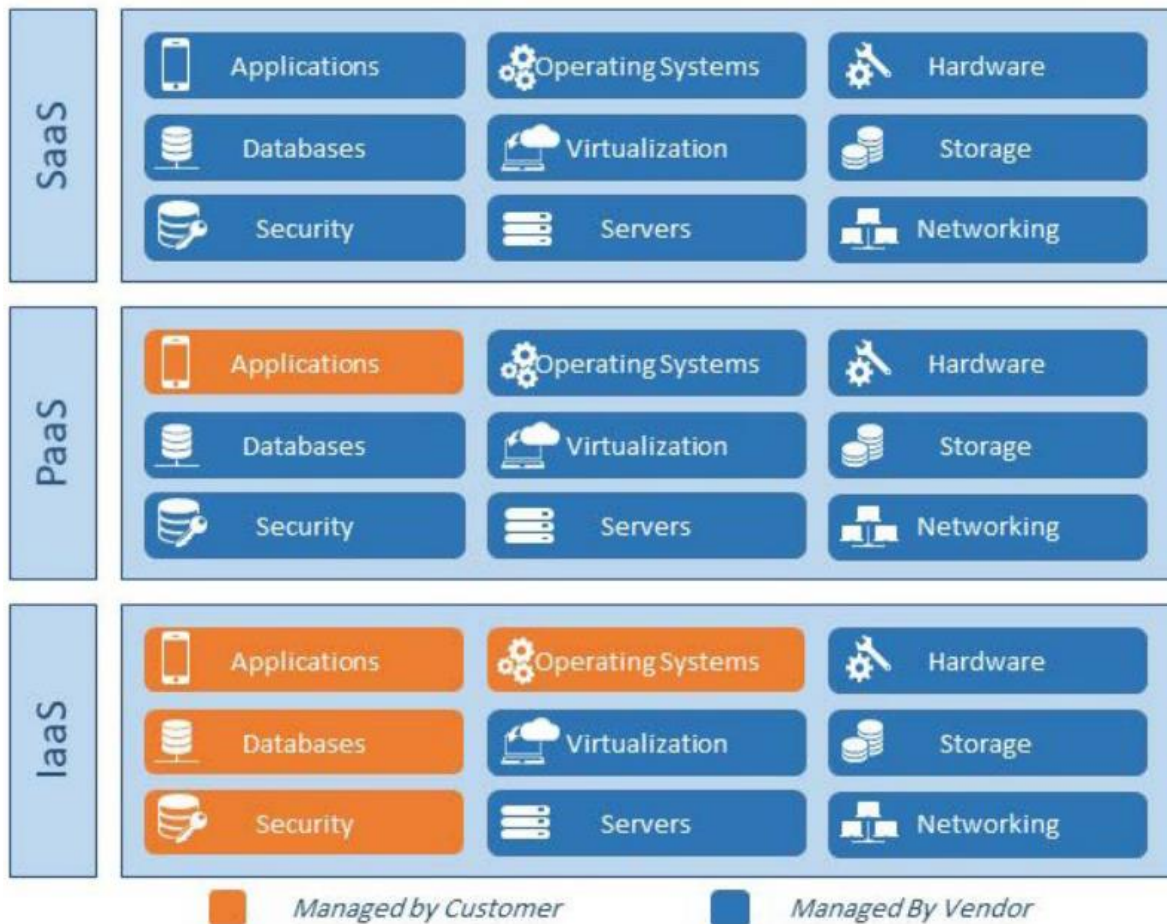 SaaS
Applications
Operating Systems
Hardware
Databases
Virtualization
Storage
Security
Servers
Networking
PaaS
Applications
Operating Systems
Hardware
Databases
Virtualization
Storage
Security
Servers
Networking
IaaS
Applications
Operating Systems
Hardware
Databases
Virtualization
Storage
Security
Servers
Networking
Managed by Customer
Managed By Vendor